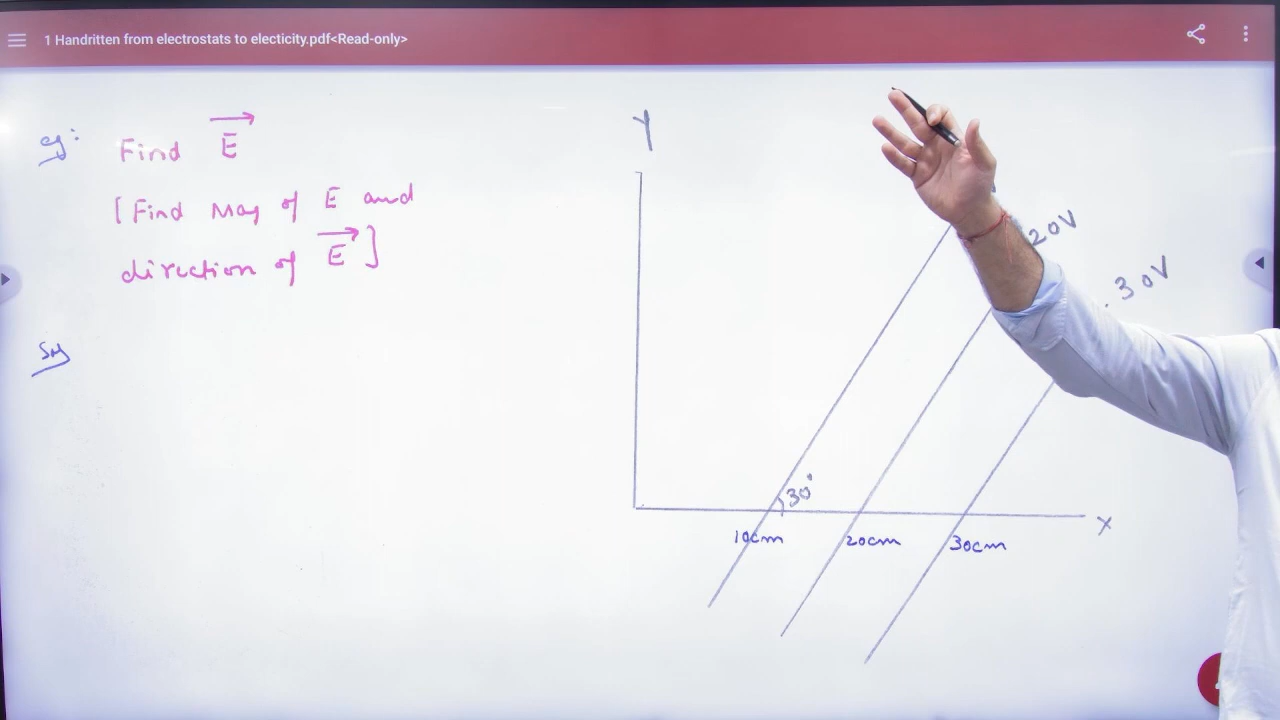 1 Handritten from electrostats to electicity.pdf<Read-only>
eg:
Find E
[Find Mag of E and
direction of E]
Sol
Y
20V
30V
30°
X
10cm
20cm
30cm